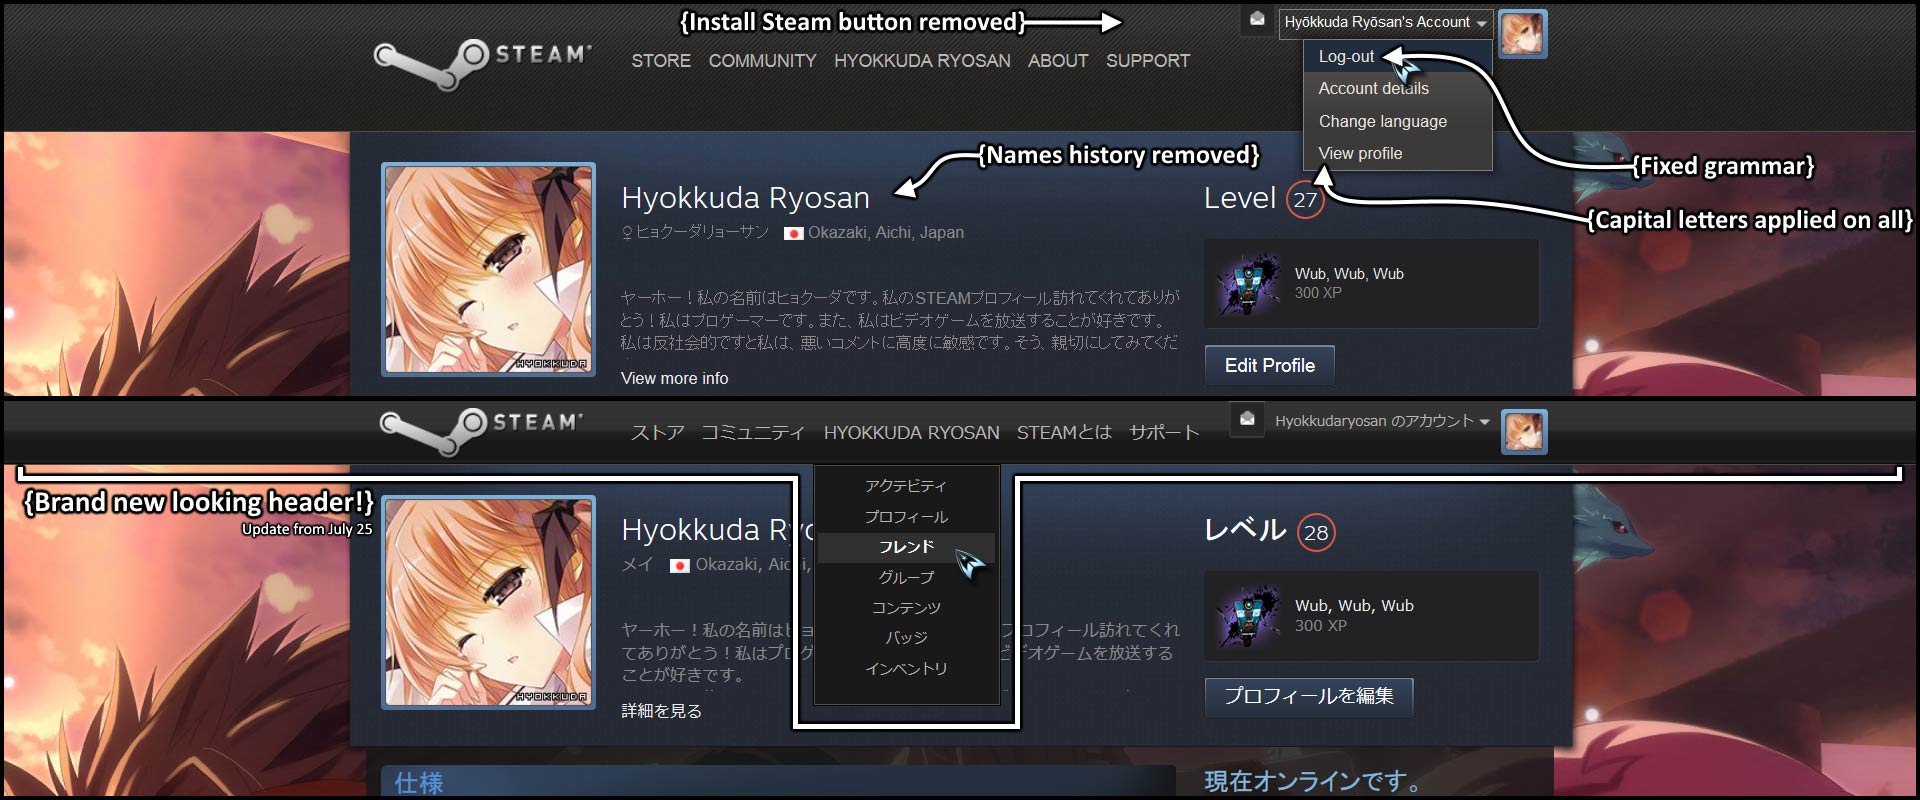 {Install Steam button removed}
Hyōkkuda Ryōsan's Account
STEAM
STORE COMMUNITY HYOKKUDA RYOSAN ABOUT SUPPORT
Log-out
Account details
Change language
View profile
{Names history removed}
{Fixed grammar}
{Capital letters applied on all}
Hyokkuda Ryosan
Level 27
♀ヒョクーダリョーサン Okazaki, Aichi, Japan
Wub, Wub, Wub
300 XP
ヤーホー！私の名前はヒョクーダです。私のSTEAMプロフィール訪れてくれてありが
とう！私はプロゲーマーです。また、私はビデオゲームを放送することが好きです。
私は反社会的ですと私は、悪いコメントに高度に敏感です。そう、親切にしてみてくだ
HYOKKUDA
View more info
Edit Profile
STEAM
ストア コミュニティ HYOKKUDA RYOSAN STEAMとは サポート
Hyokkudaryosan のアカウント
{Brand new looking header!}
Update from July 25
アクテビティ
プロフィール
フレンド
グループ
コンテンツ
バッジ
インベントリ
Hyokkuda Ryo
レベル 28
メイ Okazaki, Aichi,
Wub, Wub, Wub
300 XP
ヤーホー！私の名前はヒョ プロフィール訪れてくれ
てありがとう！私はプロゲ ビデオゲームを放送する
ことが好きです。
HYOKKUDA
詳細を見る
プロフィールを編集
仕様
現在オンラインです。